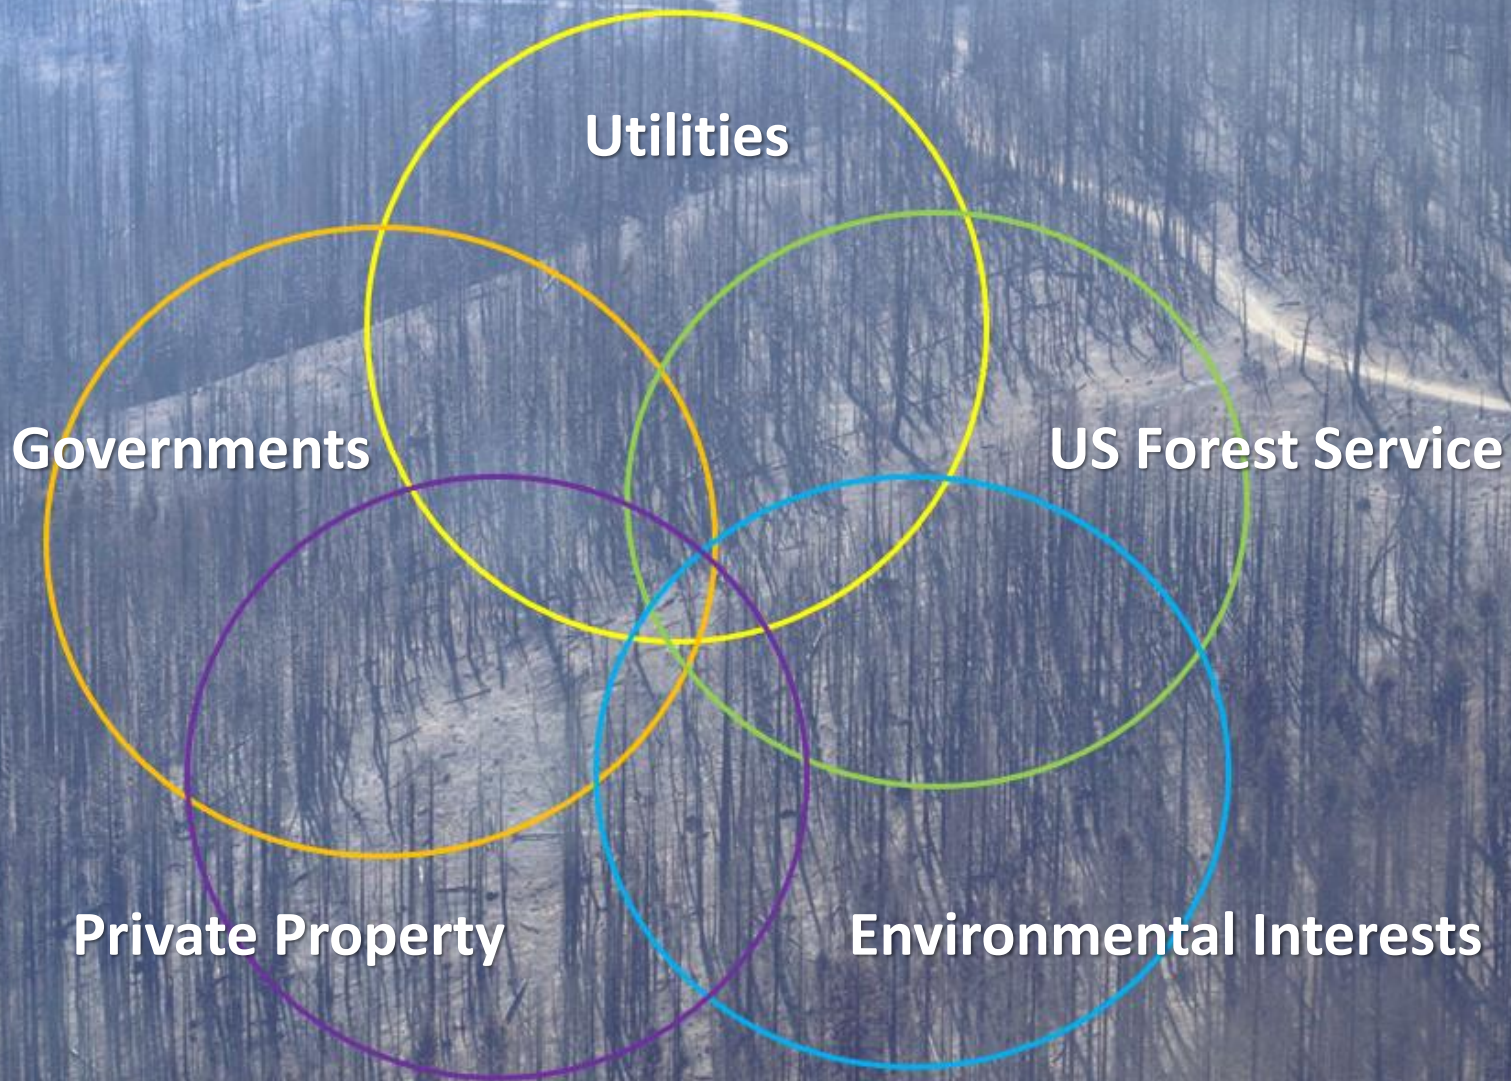 Utilities
Governments
US Forest Service
Private Property
Environmental Interests